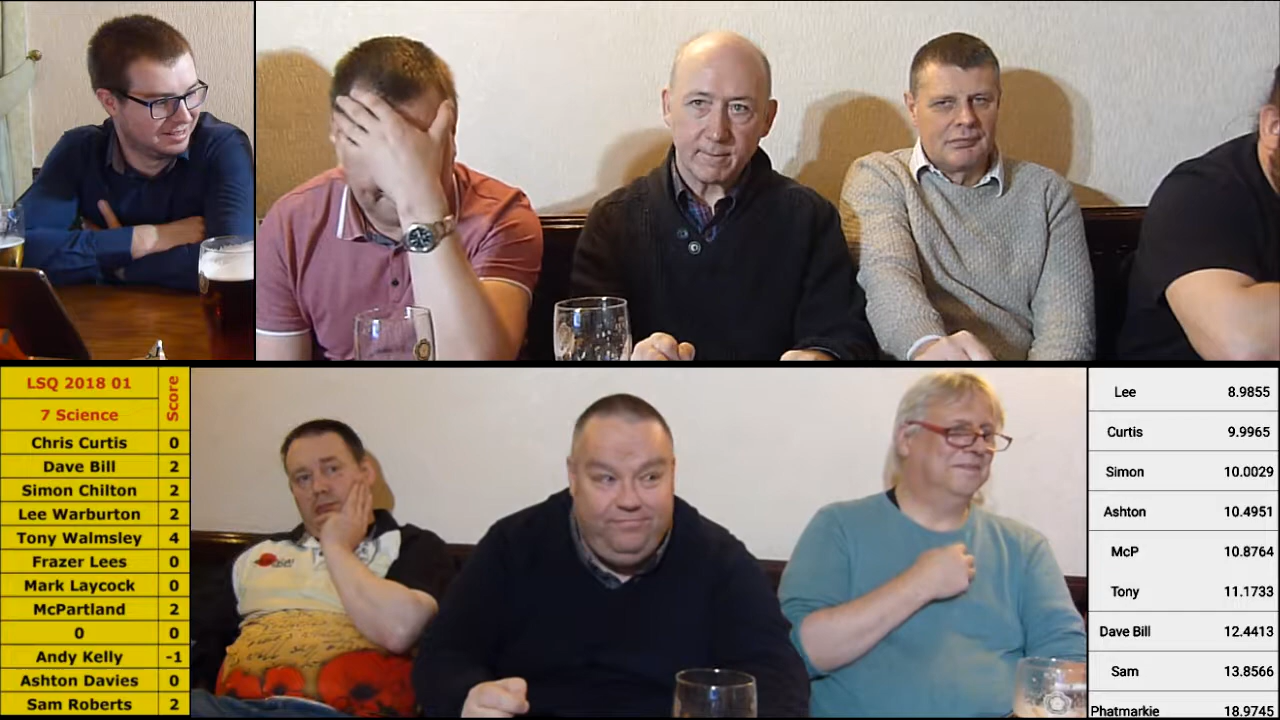 LSQ 2018 01
Score
7 Science
Chris Curtis 0
Dave Bill 2
Simon Chilton 2
Lee Warburton 2
Tony Walmsley 4
Frazer Lees 0
Mark Laycock 0
McPartland 2
0 0
Andy Kelly -1
Ashton Davies 0
Sam Roberts 2
Lee 8.9855
Curtis 9.9965
Simon 10.0029
Ashton 10.4951
McP 10.8764
Tony 11.1733
Dave Bill 12.4413
Sam 13.8566
Phatmarkie 18.9745